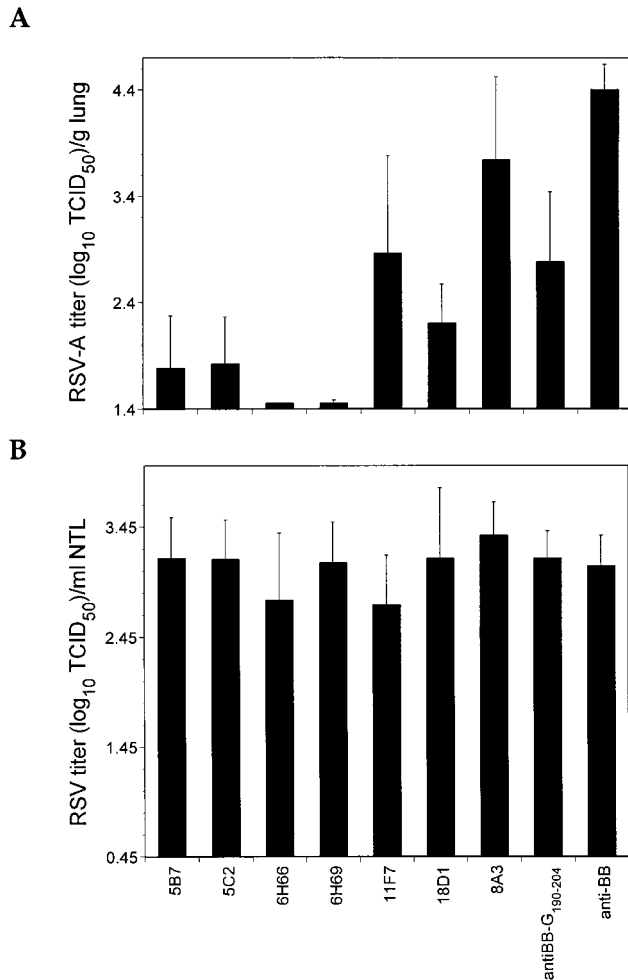 A
RSV-A titer (log10 TCID50)/g lung
4.4
3.4
2.4
1.4
B
RSV titer (log10 TCID50)/ml NTL
3.45
2.45
1.45
0.45
5B7
5C2
6H66
6H69
11F7
18D1
8A3
antiBB-G190-204
anti-BB